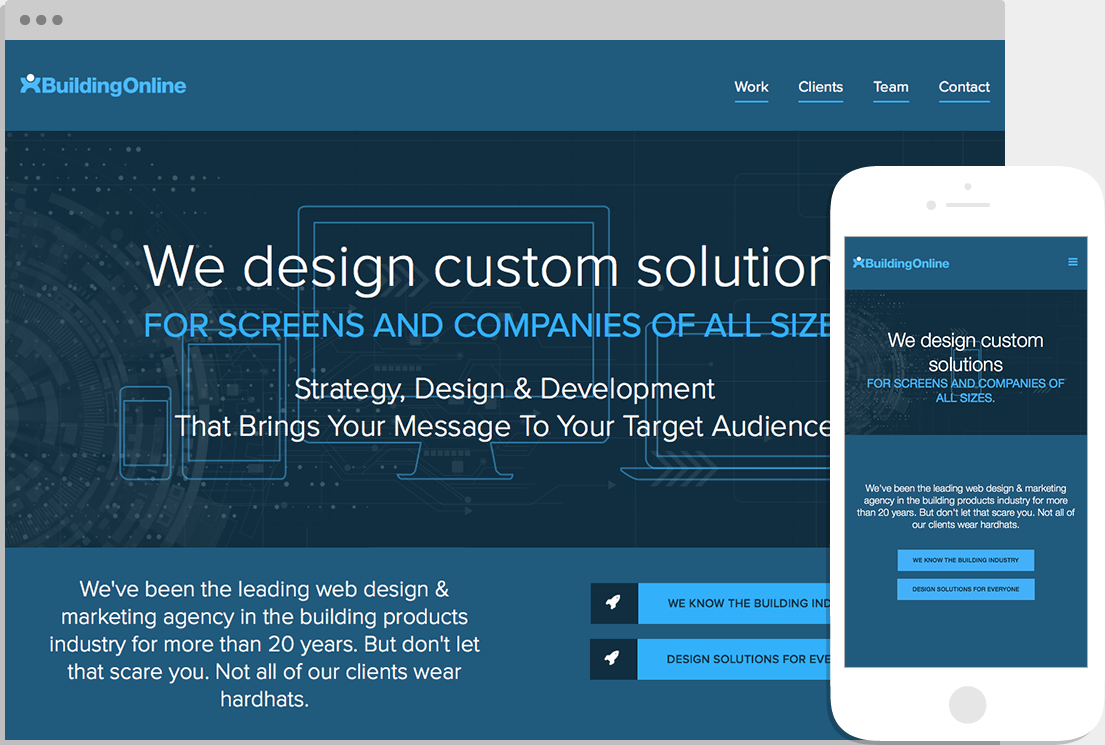 BuildingOnline
Work Clients Team Contact
We design custom solution
FOR SCREENS AND COMPANIES OF ALL SIZE
Strategy, Design & Development
That Brings Your Message To Your Target Audience
We've been the leading web design &
marketing agency in the building products
industry for more than 20 years. But don't let
that scare you. Not all of our clients wear
hardhats.
WE KNOW THE BUILDING IND
DESIGN SOLUTIONS FOR EVE
BuildingOnline
We design custom
solutions
FOR SCREENS AND COMPANIES OF
ALL SIZES.
We've been the leading web design & marketing
agency in the building products industry for more
than 20 years. But don't let that scare you. Not all of
our clients wear hardhats.
WE KNOW THE BUILDING INDUSTRY
DESIGN SOLUTIONS FOR EVERYONE